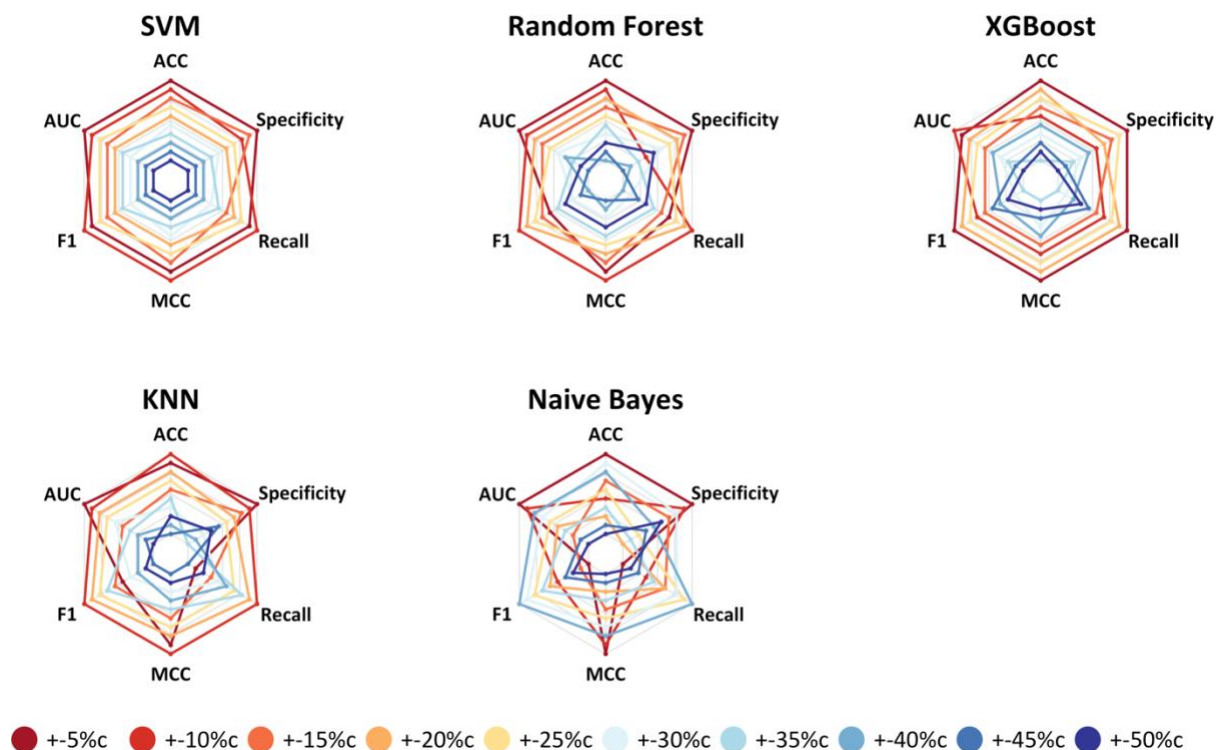 SVM
Random Forest
XGBoost
ACC
ACC
ACC
AUC
Specificity
AUC
Specificity
AUC
Specificity
F1
Recall
F1
Recall
F1
Recall
MCC
MCC
MCC
KNN
Naive Bayes
ACC
ACC
AUC
Specificity
AUC
Specificity
F1
Recall
F1
Recall
MCC
MCC
+-5%c +-10%c +-15%c +-20%c +-25%c +-30%c +-35%c +-40%c +-45%c +-50%c